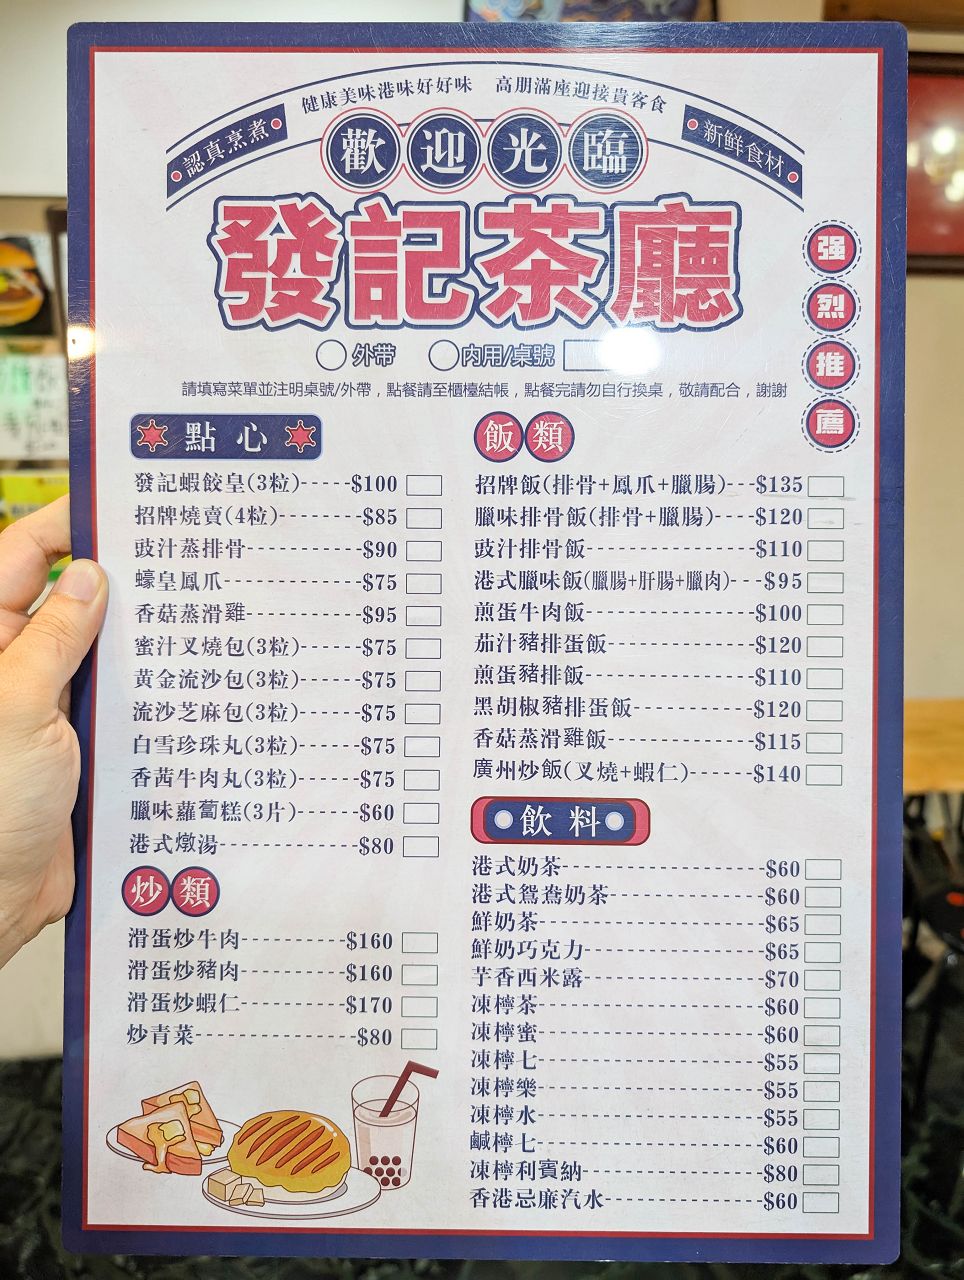 健康美味港味好好味　高朋滿座迎接貴客食
認真烹煮
新鮮食材
歡迎光臨
發記茶廳
强烈推薦
外帶　內用/桌號
請填寫菜單並注明桌號/外帶，點餐請至櫃檯結帳，點餐完請勿自行換桌，敬請配合，謝謝
點心
發記蝦餃皇(3粒)-----$100
招牌燒賣(4粒)--------$85
豉汁蒸排骨-----------$90
蠔皇鳳爪-------------$75
香菇蒸滑雞-----------$95
蜜汁叉燒包(3粒)------$75
黃金流沙包(3粒)------$75
流沙芝麻包(3粒)------$75
白雪珍珠丸(3粒)------$75
香茜牛肉丸(3粒)------$75
臘味蘿蔔糕(3片)------$60
港式燉湯-------------$80
炒類
滑蛋炒牛肉---------$160
滑蛋炒豬肉---------$160
滑蛋炒蝦仁---------$170
炒青菜--------------$80
飯類
招牌飯(排骨+鳳爪+臘腸)---$135
臘味排骨飯(排骨+臘腸)----$120
豉汁排骨飯---------------$110
港式臘味飯(臘腸+肝腸+臘肉)---$95
煎蛋牛肉飯---------------$100
茄汁豬排蛋飯-------------$120
煎蛋豬排飯---------------$110
黑胡椒豬排蛋飯-----------$120
香菇蒸滑雞飯-------------$115
廣州炒飯(叉燒+蝦仁)------$140
飲料
港式奶茶------------------$60
港式鴛鴦奶茶--------------$60
鮮奶茶--------------------$65
鮮奶巧克力----------------$65
芋香西米露----------------$70
凍檸茶--------------------$60
凍檸蜜--------------------$60
凍檸七--------------------$55
凍檸樂--------------------$55
凍檸水--------------------$55
鹹檸七--------------------$60
凍檸利賓納----------------$80
香港忌廉汽水--------------$60